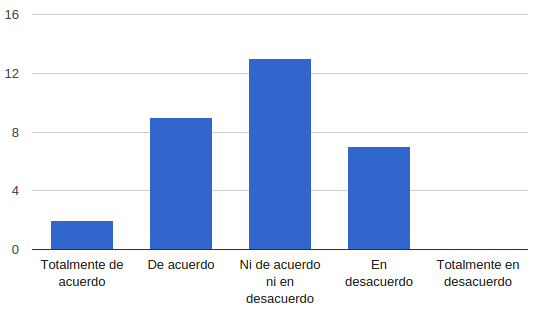 16
12
8
4
0
Totalmente de
acuerdo
De acuerdo
Ni de acuerdo
ni en
desacuerdo
En
desacuerdo
Totalmente en
desacuerdo